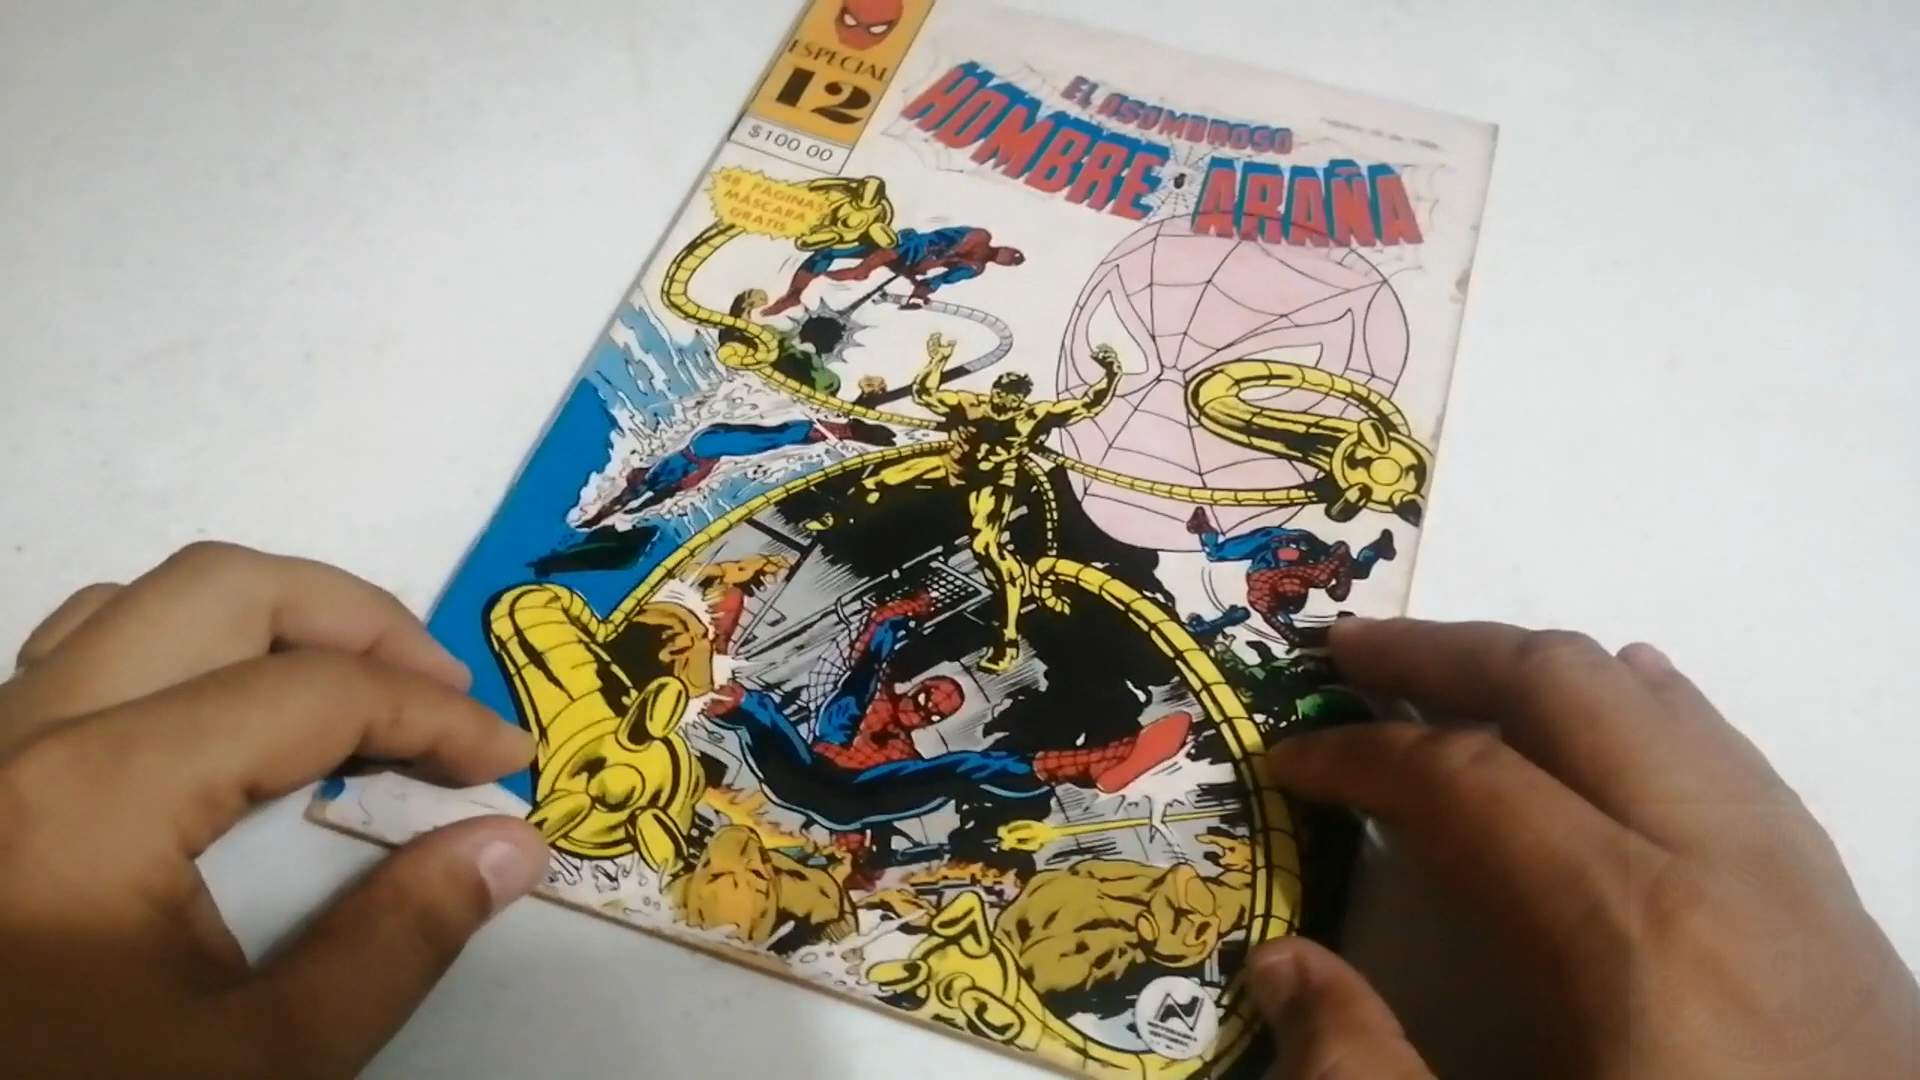 ESPECIAL
12
$100 00
48 PAGINAS
MASCARA
GRATIS
EL ASOMBROSO
HOMBRE ARAÑA